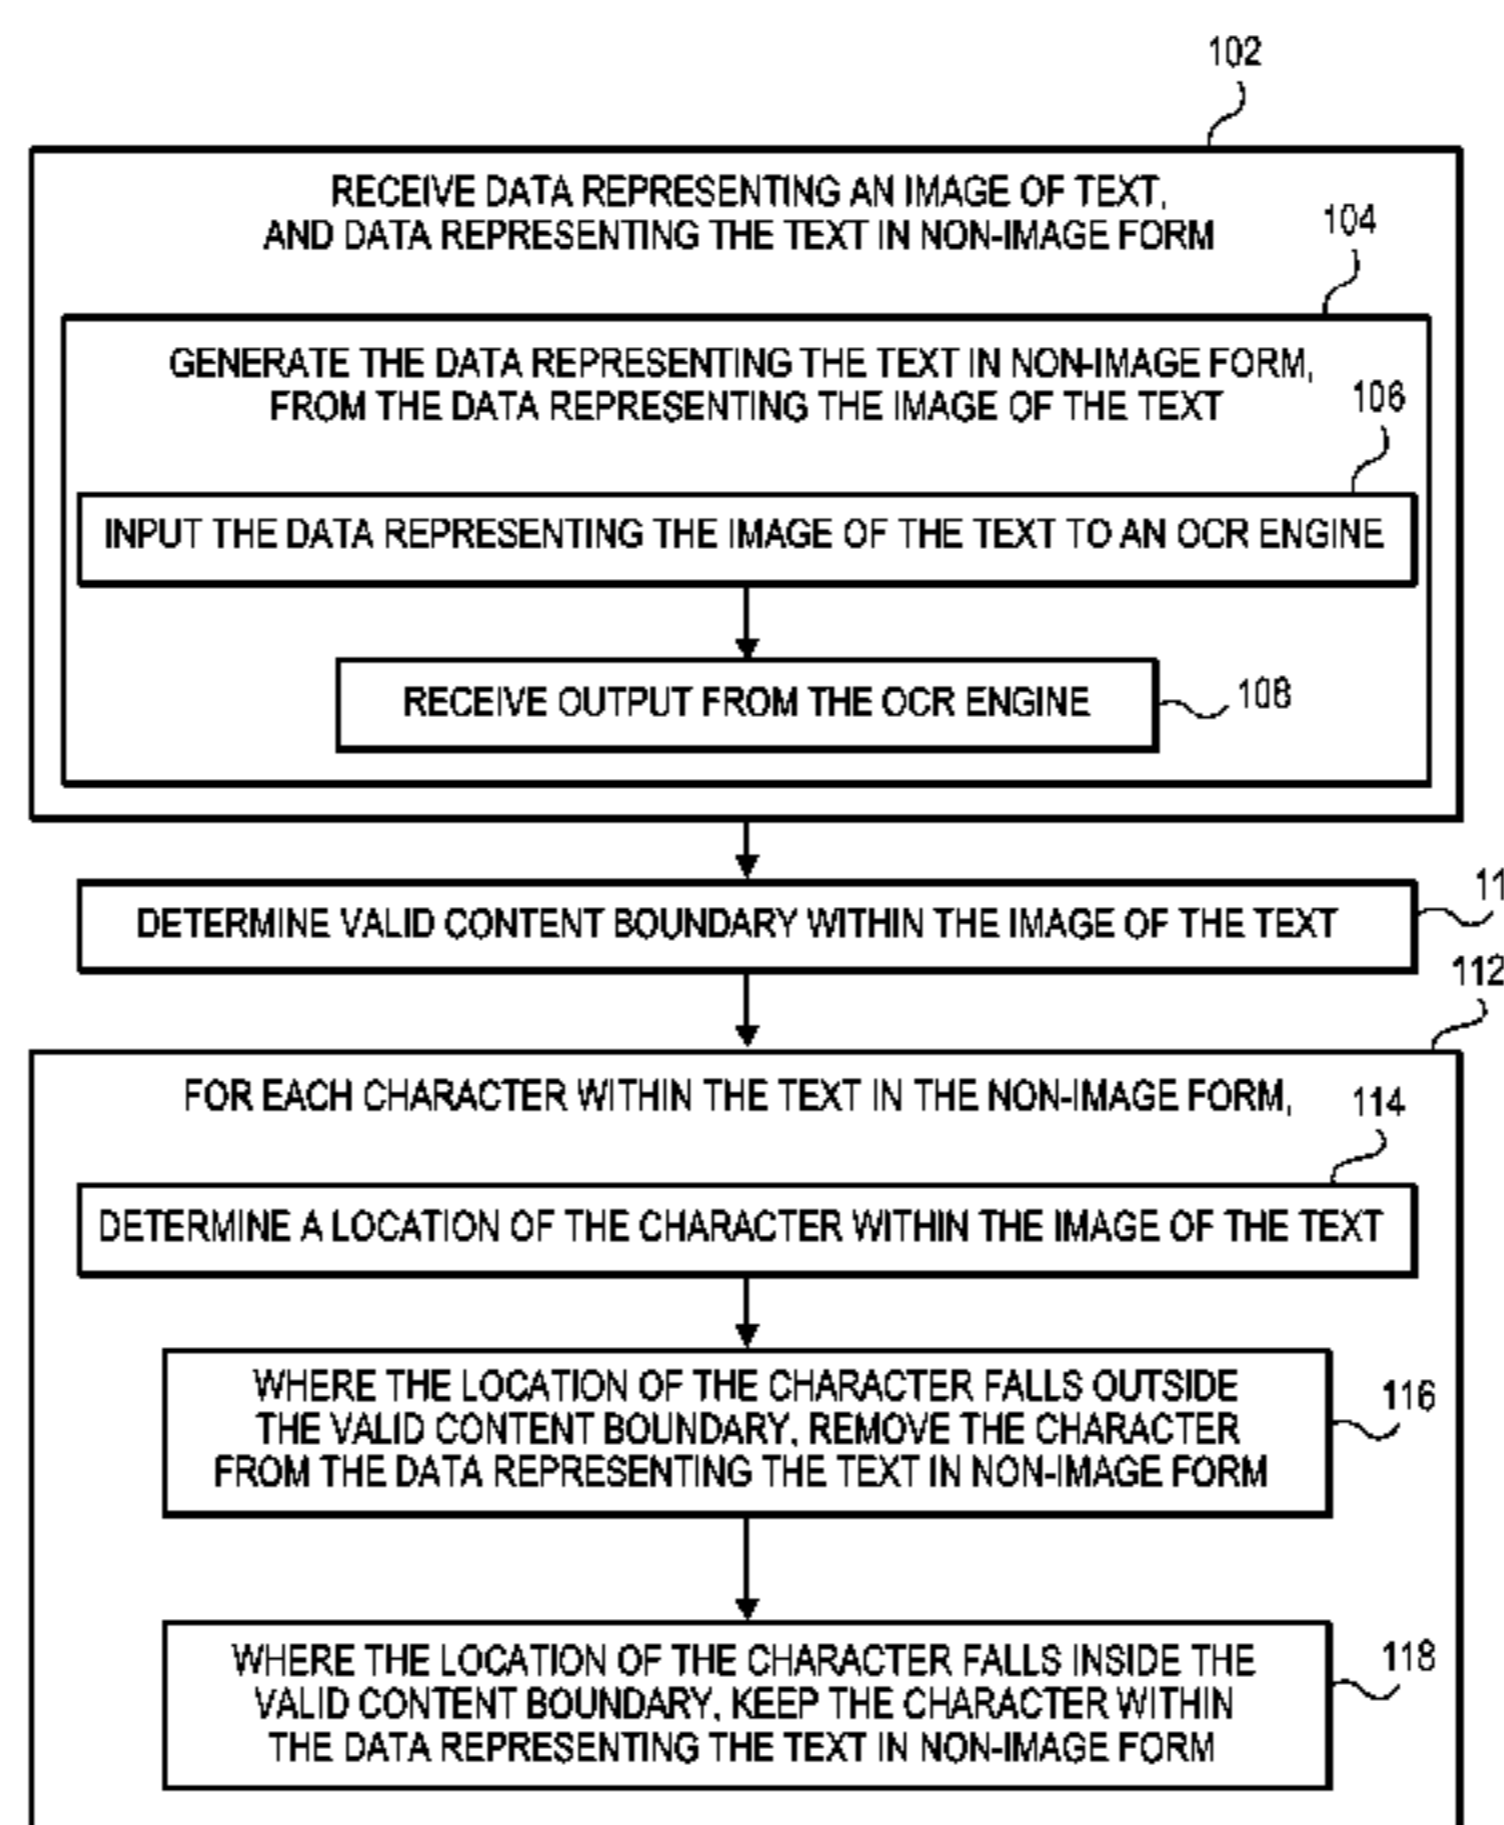 102
RECEIVE DATA REPRESENTING AN IMAGE OF TEXT,
AND DATA REPRESENTING THE TEXT IN NON-IMAGE FORM
104
GENERATE THE DATA REPRESENTING THE TEXT IN NON-IMAGE FORM,
FROM THE DATA REPRESENTING THE IMAGE OF THE TEXT
106
INPUT THE DATA REPRESENTING THE IMAGE OF THE TEXT TO AN OCR ENGINE
RECEIVE OUTPUT FROM THE OCR ENGINE
108
DETERMINE VALID CONTENT BOUNDARY WITHIN THE IMAGE OF THE TEXT
11
112
FOR EACH CHARACTER WITHIN THE TEXT IN THE NON-IMAGE FORM,
114
DETERMINE A LOCATION OF THE CHARACTER WITHIN THE IMAGE OF THE TEXT
WHERE THE LOCATION OF THE CHARACTER FALLS OUTSIDE
THE VALID CONTENT BOUNDARY, REMOVE THE CHARACTER
FROM THE DATA REPRESENTING THE TEXT IN NON-IMAGE FORM
116
WHERE THE LOCATION OF THE CHARACTER FALLS INSIDE THE
VALID CONTENT BOUNDARY, KEEP THE CHARACTER WITHIN
THE DATA REPRESENTING THE TEXT IN NON-IMAGE FORM
118